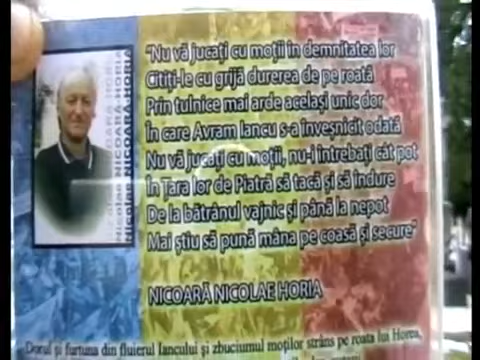 "Nu vă jucați cu moții în demnitatea lor
Citiți-le cu grijă durerea de pe roată
Prin tulnice mai arde același unic dor
În care Avram Iancu s-a înveșnicit odată
Nu vă jucați cu moții, nu-i întrebați cât pot
În Țara lor de Piatră să tacă și să îndure
De la bătrânul vajnic și până la nepot
Mai știu să pună mâna pe coasă și secure"
NICOARĂ NICOLAE HORIA
Nicolae NICOARĂ HORIA
Dorul și furtuna din fluierul Iancului și zbuciumul moților strâns pe roata lui Horea,